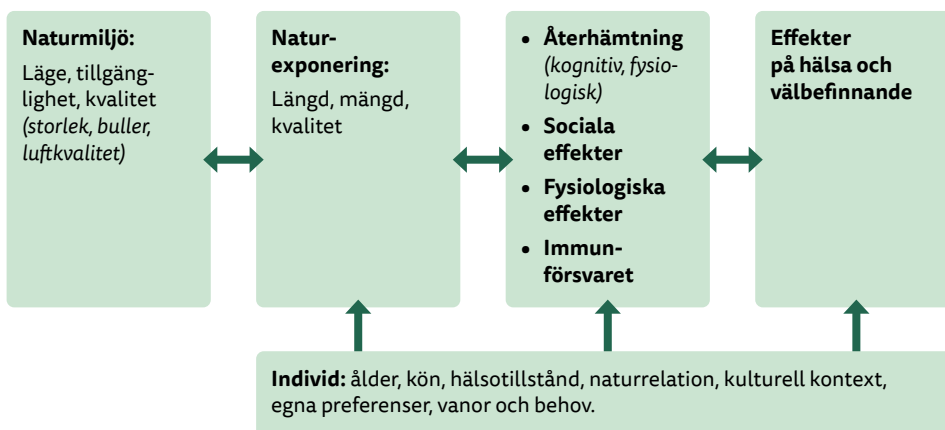 Naturmiljö:
Läge, tillgäng-
lighet, kvalitet
(storlek, buller,
luftkvalitet)
Natur-
exponering:
Längd, mängd,
kvalitet
• Återhämtning
(kognitiv, fysio-
logisk)
• Sociala
effekter
• Fysiologiska
effekter
• Immun-
försvaret
Effekter
på hälsa och
välbefinnande
Individ: ålder, kön, hälsotillstånd, naturrelation, kulturell kontext,
egna preferenser, vanor och behov.